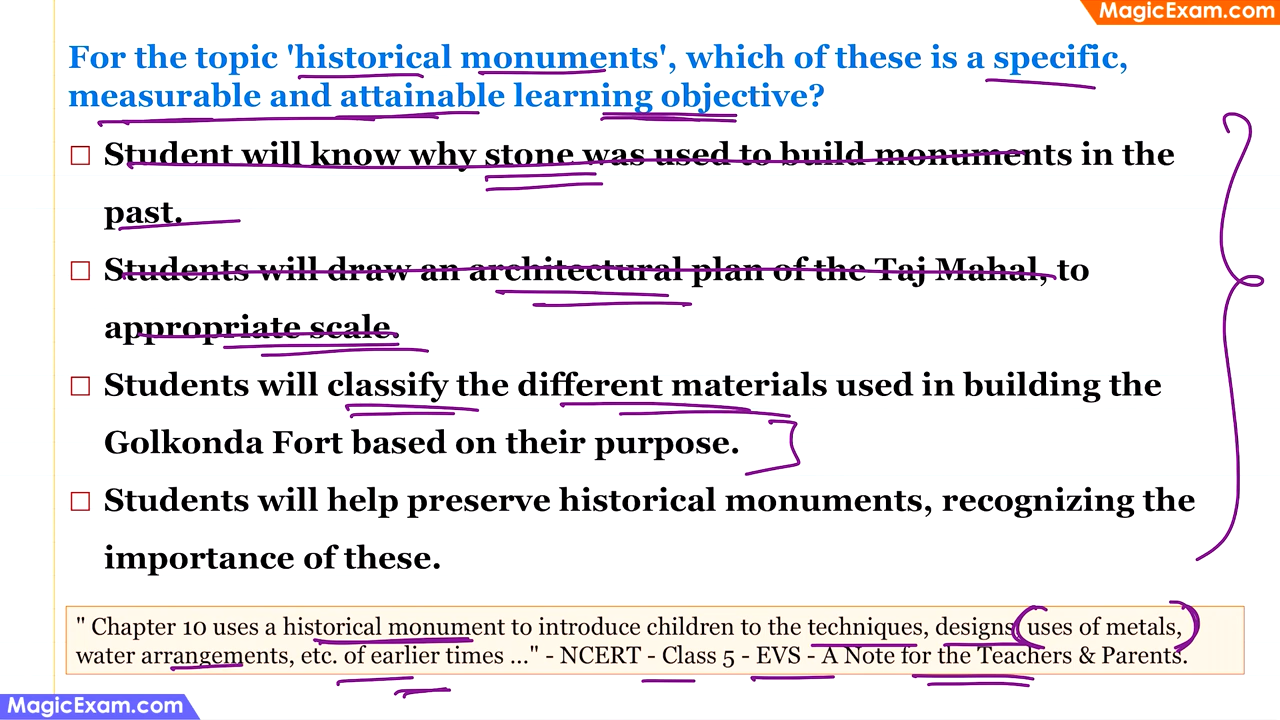 MagicExam.com
For the topic 'historical monuments', which of these is a specific,
measurable and attainable learning objective?
Student will know why stone was used to build monuments in the
past.
Students will draw an architectural plan of the Taj Mahal, to
appropriate scale.
Students will classify the different materials used in building the
Golkonda Fort based on their purpose.
Students will help preserve historical monuments, recognizing the
importance of these.
" Chapter 10 uses a historical monument to introduce children to the techniques, designs, uses of metals,
water arrangements, etc. of earlier times ..." - NCERT - Class 5 - EVS - A Note for the Teachers & Parents.
MagicExam.com